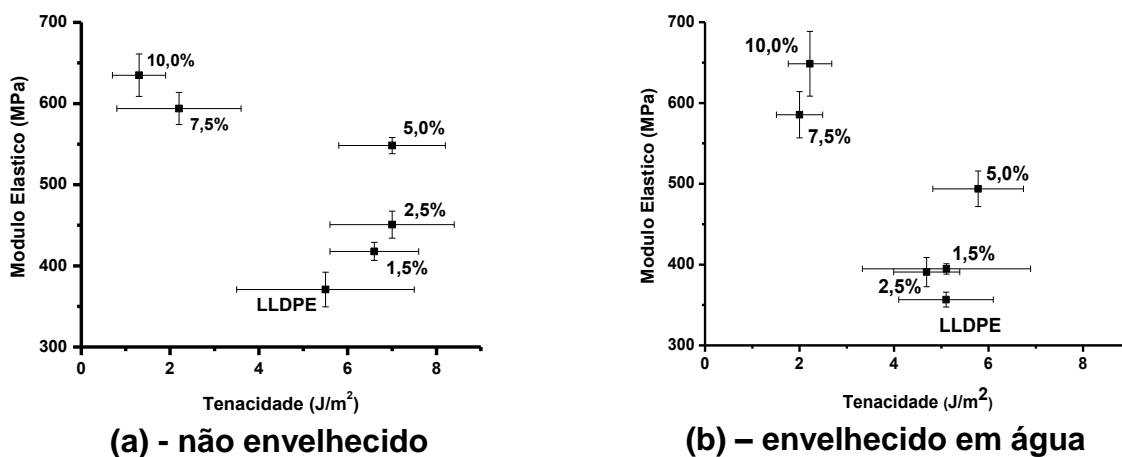 700
600
500
400
300
Modulo Elastico (MPa)
10,0%
7,5%
5,0%
2,5%
1,5%
LLDPE
0 2 4 6 8
Tenacidade (J/m²)
(a) - não envelhecido
700
600
500
400
300
Modulo Elastico (MPa)
10,0%
7,5%
5,0%
1,5%
2,5%
LLDPE
0 2 4 6 8
Tenacidade (J/m²)
(b) – envelhecido em água